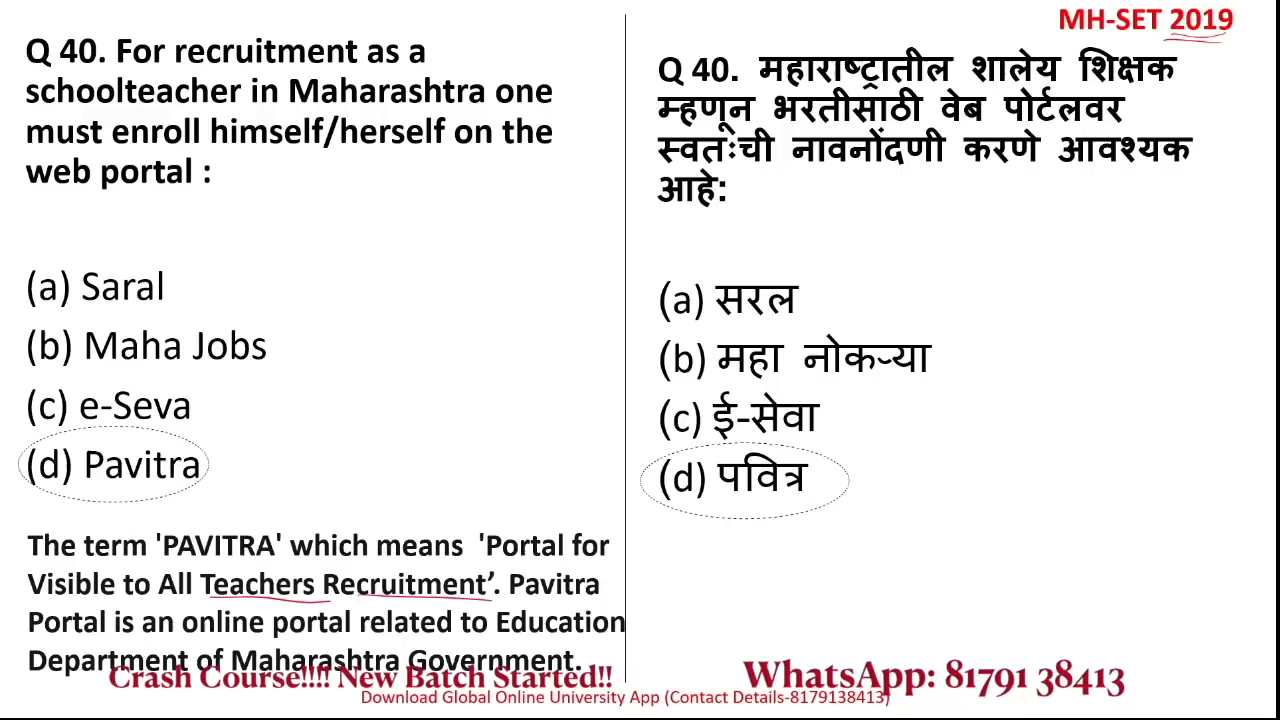 MH-SET 2019
Q 40. For recruitment as a
schoolteacher in Maharashtra one
must enroll himself/herself on the
web portal :
(a) Saral
(b) Maha Jobs
(c) e-Seva
(d) Pavitra
The term 'PAVITRA' which means 'Portal for
Visible to All Teachers Recruitment’. Pavitra
Portal is an online portal related to Education
Department of Maharashtra Government.
Q 40. महाराष्ट्रातील शालेय शिक्षक
म्हणून भरतीसाठी वेब पोर्टलवर
स्वतःची नावनोंदणी करणे आवश्यक
आहे:
(a) सरल
(b) महा नोकऱ्या
(c) ई-सेवा
(d) पवित्र
Crash Course!!!! New Batch Started!!
WhatsApp: 81791 38413
Download Global Online University App (Contact Details-8179138413)